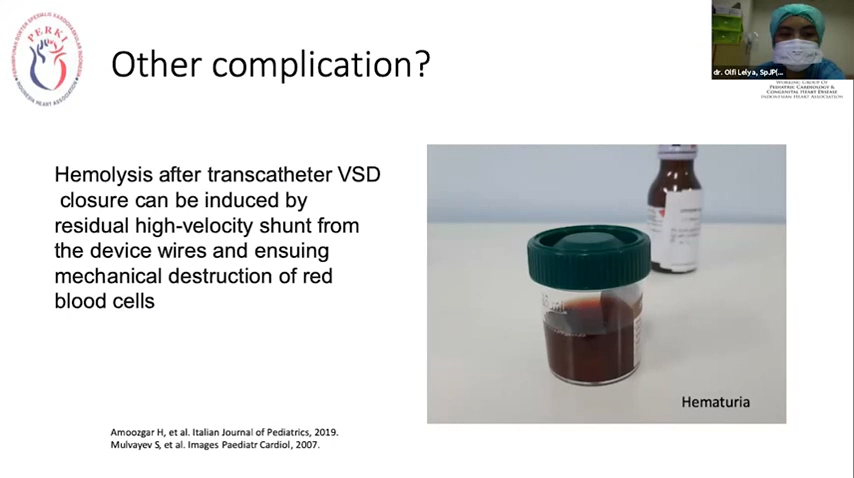 PERKI
Other complication?
dr. Olfi Lelya, SpJP(...
WORKING GROUP OF
PEDIATRIC CARDIOLOGY &
CONGENITAL HEART DISEASE
INDONESIAN HEART ASSOCIATION
Hemolysis after transcatheter VSD
closure can be induced by
residual high-velocity shunt from
the device wires and ensuing
mechanical destruction of red
blood cells
Hematuria
Amoozgar H, et al. Italian Journal of Pediatrics, 2019.
Mulvayev S, et al. Images Paediatr Cardiol, 2007.